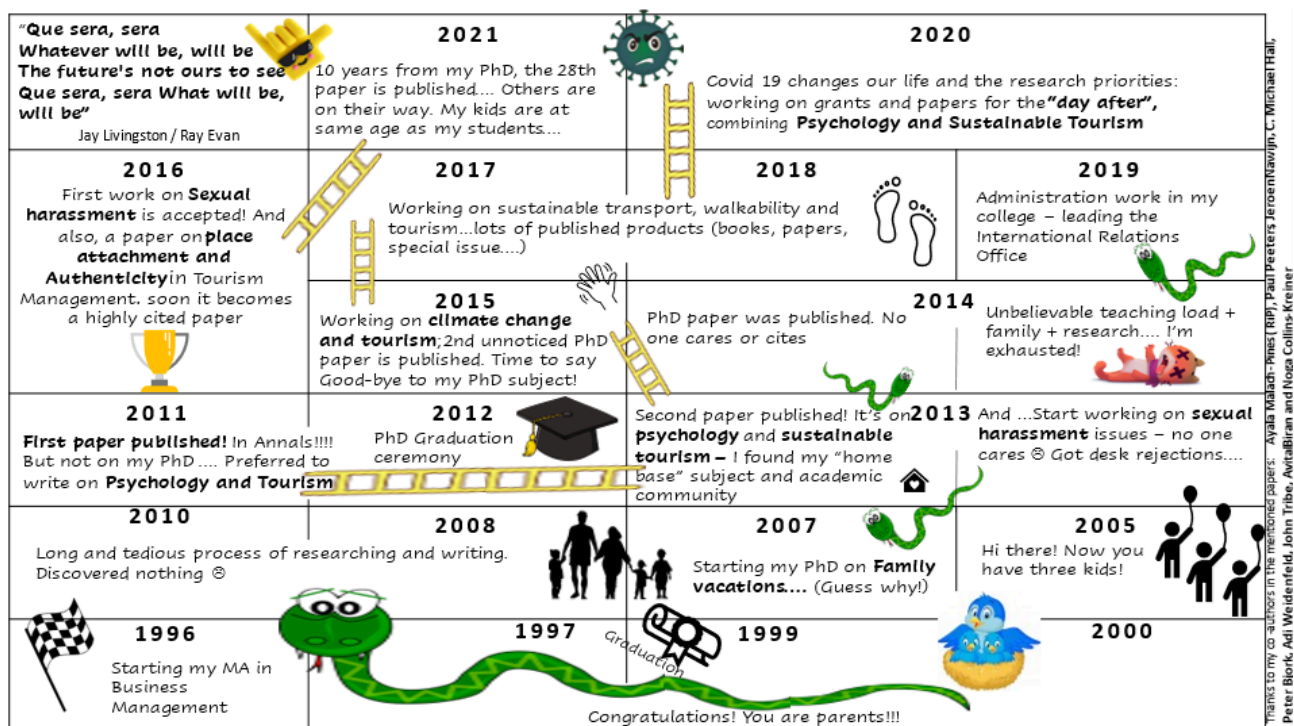 “Que sera, sera
Whatever will be, will be
The future's not ours to see
Que sera, sera What will be,
will be”
Jay Livingston / Ray Evan
2021
10 years from my PhD, the 28th
paper is published.... Others are
on their way. My kids are at
same age as my students....
2020
Covid 19 changes our life and the research priorities:
working on grants and papers for the “day after”,
combining Psychology and Sustainable Tourism
2016
First work on Sexual
harassment is accepted! And
also, a paper on place
attachment and
Authenticity in Tourism
Management. soon it becomes
a highly cited paper
2017
2018
Working on sustainable transport, walkability and
tourism...lots of published products (books, papers,
special issue....)
2019
Administration work in my
college – leading the
International Relations
Office
2015
Working on climate change
and tourism; 2nd unnoticed PhD
paper is published. Time to say
Good-bye to my PhD subject!
2014
PhD paper was published. No
one cares or cites
Unbelievable teaching load +
family + research.... I’m
exhausted!
2011
First paper published! In Annals!!!!
But not on my PhD .... Preferred to
write on Psychology and Tourism
2012
PhD Graduation
ceremony
2013
Second paper published! It’s on
psychology and sustainable
tourism – I found my “home
base” subject and academic
community
And ...Start working on sexual
harassment issues – no one
cares ☹ Got desk rejections....
2010
2008
Long and tedious process of researching and writing.
Discovered nothing ☹
2007
Starting my PhD on Family
vacations.... (Guess why!)
2005
Hi there! Now you
have three kids!
1996
Starting my MA in
Business
Management
1997
Graduation
1999
2000
Congratulations! You are parents!!!
Thanks to my co-authors in the mentioned papers: Ayala Malach-Pines (RIP), Paul Peeters JeroenNawijn, C. Michael Hall,
Peter Biork, Adi Weidenfeld, John Tribe, AvitalBiran and Noga Collins-Kreiner